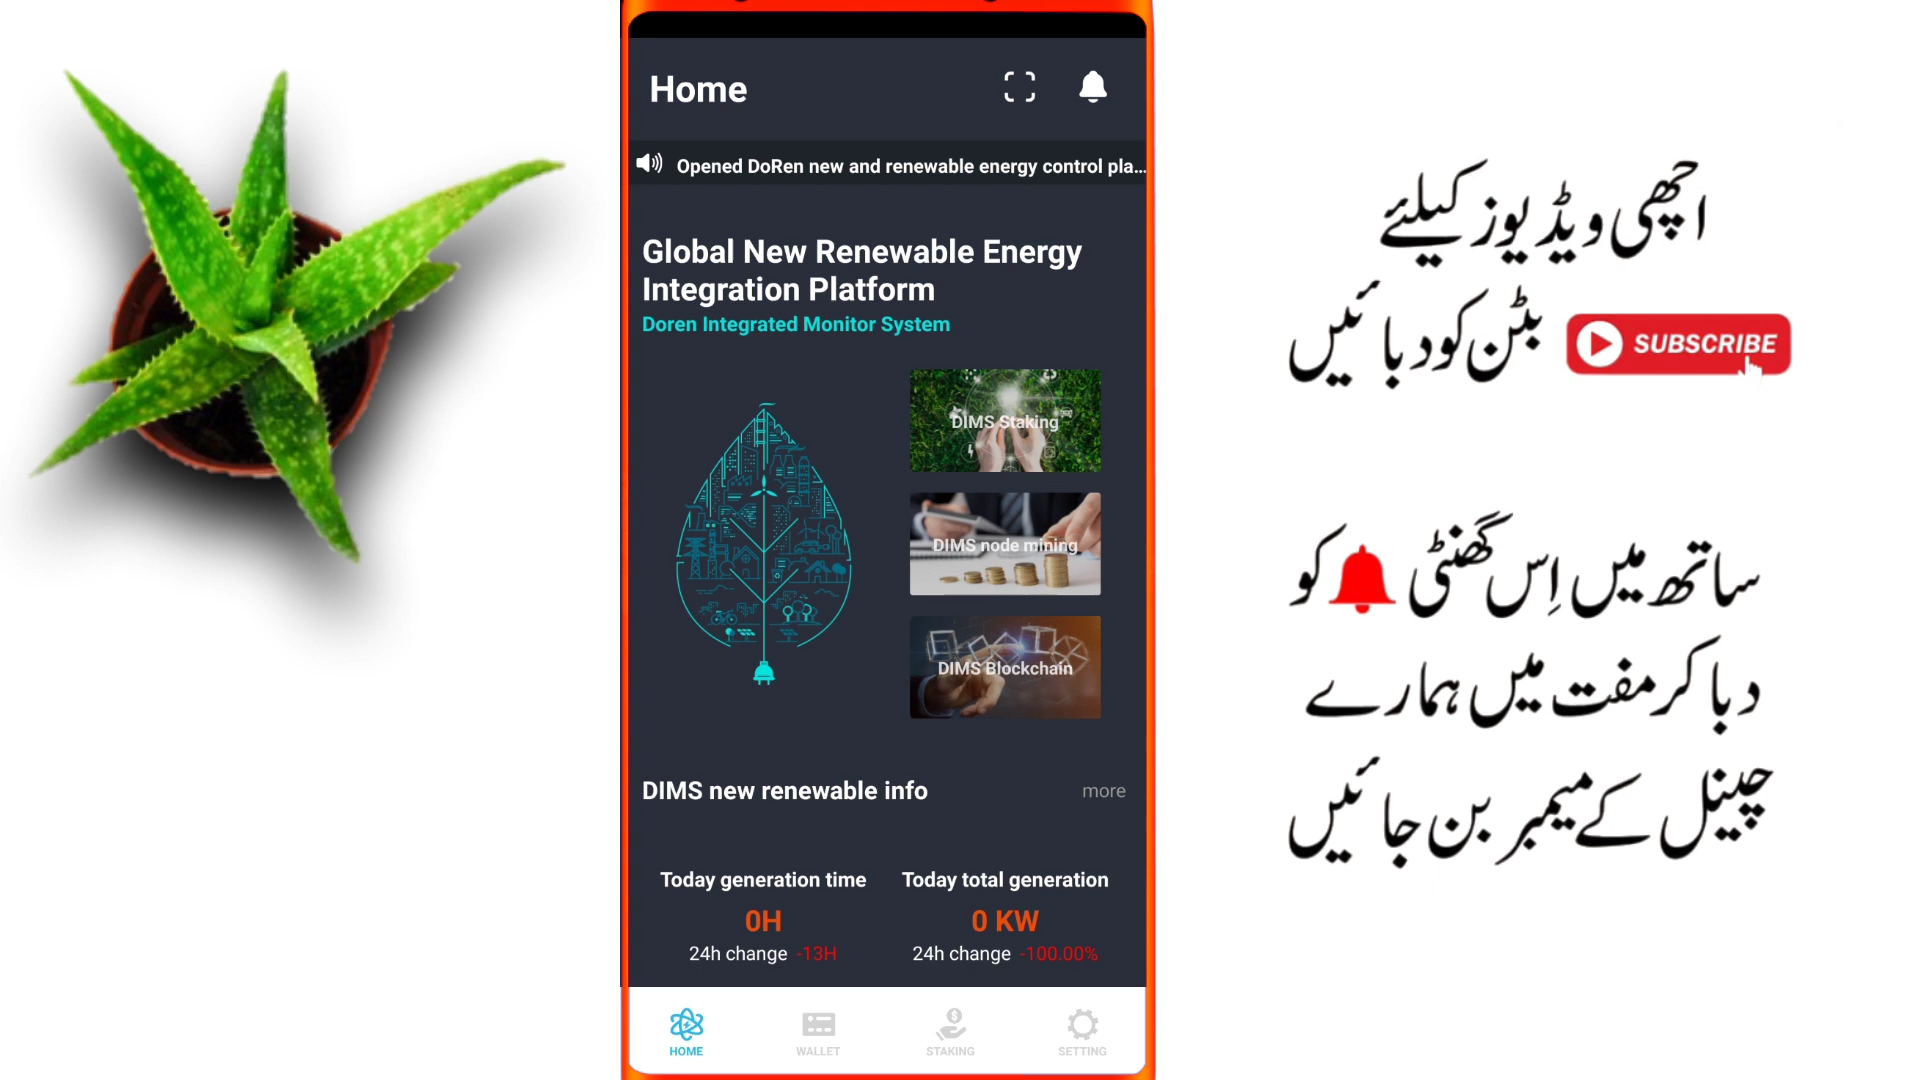 Home
Opened DoRen new and renewable energy control pla...
Global New Renewable Energy
Integration Platform
Doren Integrated Monitor System
DIMS Staking
DIMS node mining
DIMS Blockchain
DIMS new renewable info more
Today generation time Today total generation
0H 0 KW
24h change -13H 24h change -100.00%
HOME WALLET STAKING SETTING
اچھی ویڈیوز کیلئے
SUBSCRIBE بٹن کو دبائیں
ساتھ میں اِس گھنٹی کو
دبا کر مفت میں ہمارے
چینل کے میمبر بن جائیں